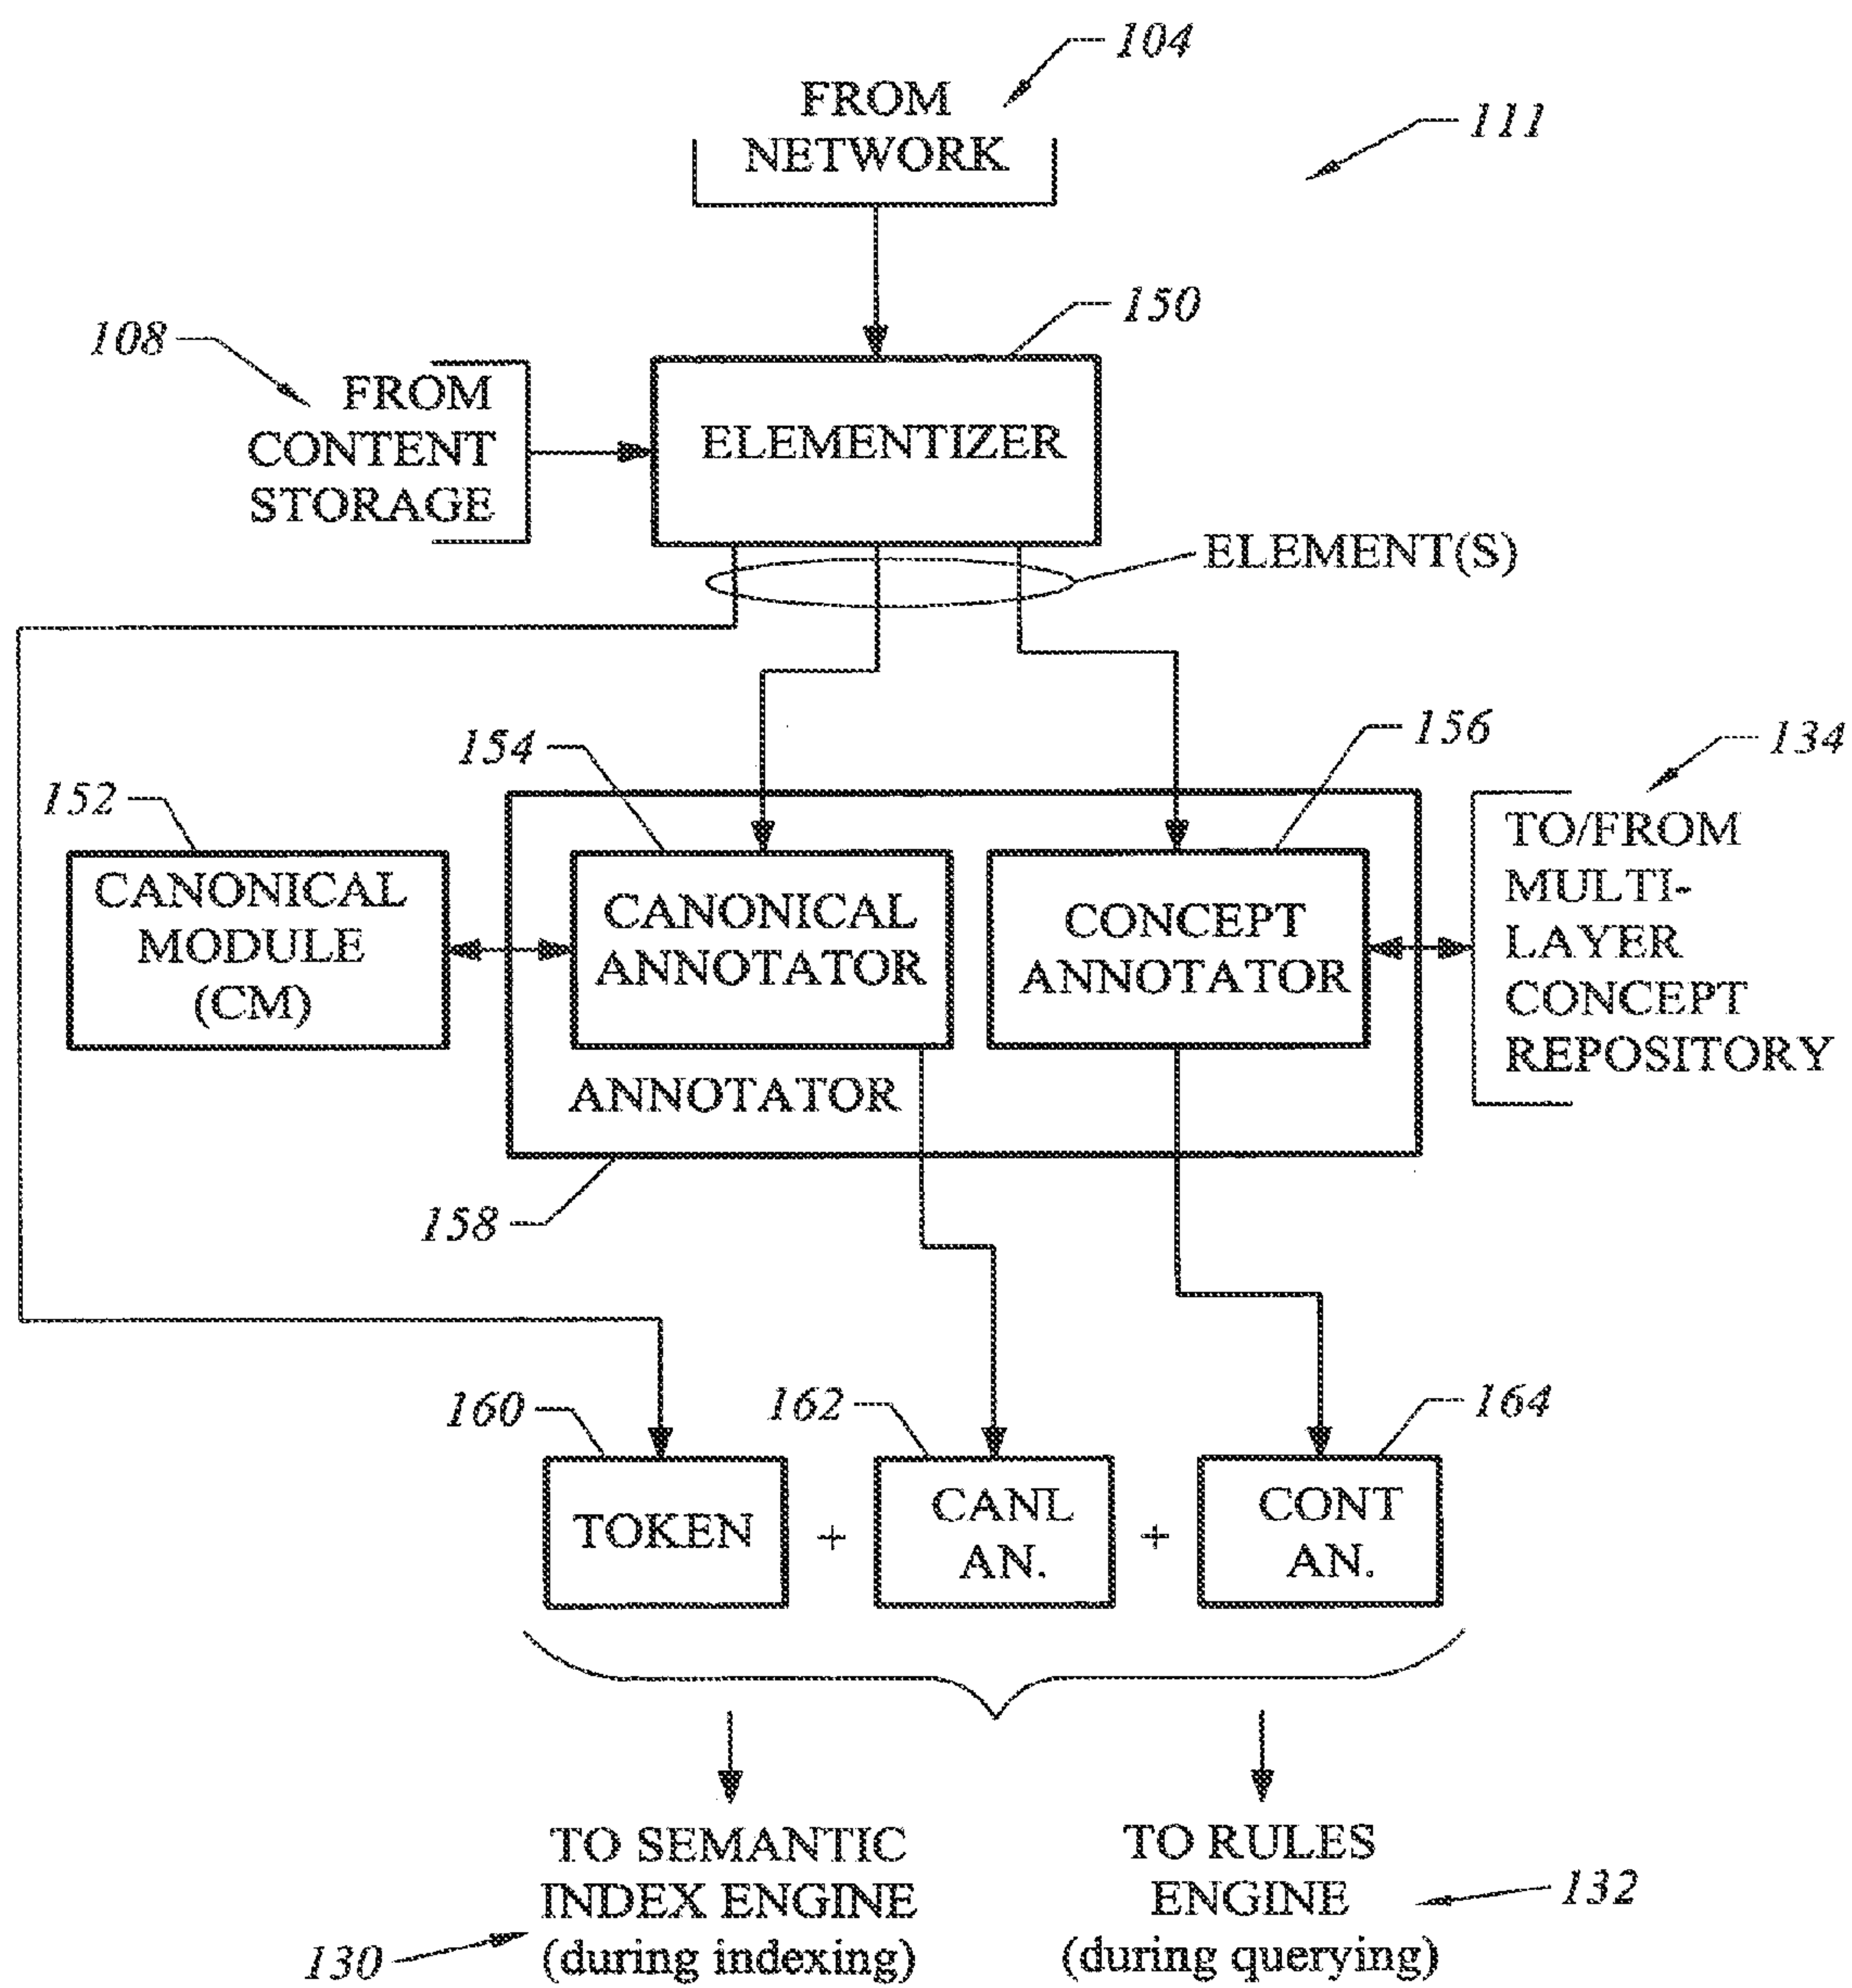 104
FROM
NETWORK
111
150
108
FROM
CONTENT
STORAGE
ELEMENTIZER
ELEMENT(S)
154
156
134
152
CANONICAL
MODULE
(CM)
CANONICAL
ANNOTATOR
CONCEPT
ANNOTATOR
TO/FROM
MULTI-
LAYER
CONCEPT
REPOSITORY
ANNOTATOR
158
160
162
164
TOKEN
+
CANL
AN.
+
CONT
AN.
TO SEMANTIC
INDEX ENGINE
(during indexing)
130
TO RULES
ENGINE
(during querying)
132